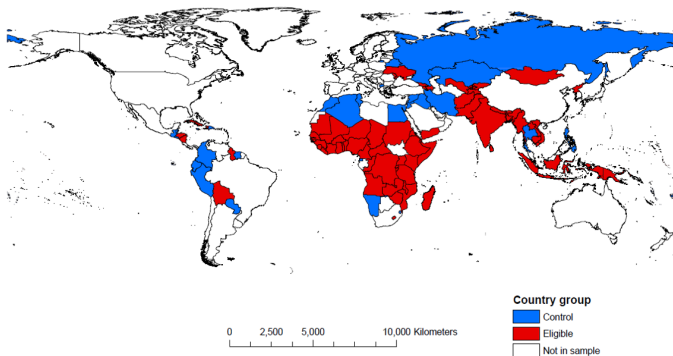 Country group
Control
Eligible
Not in sample
0 2,500 5,000 10,000 Kilometers